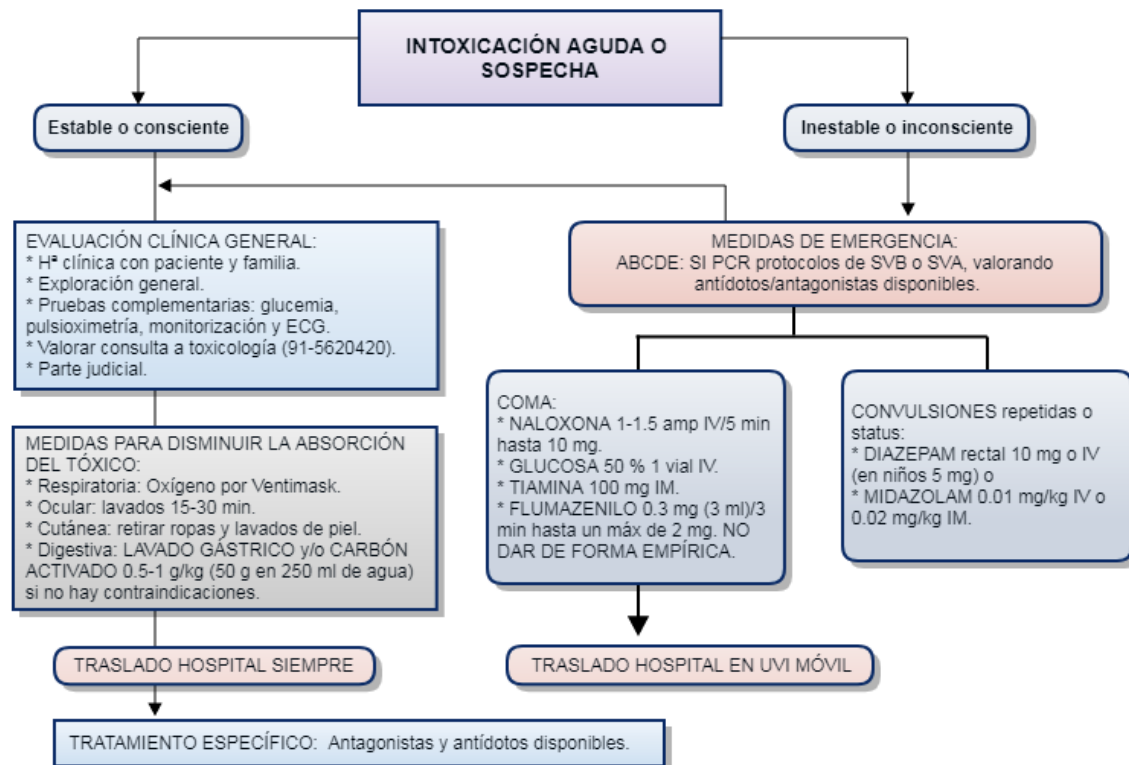 INTOXICACIÓN AGUDA O
SOSPECHA
Estable o consciente
Inestable o inconsciente
EVALUACIÓN CLÍNICA GENERAL:
* Hª clínica con paciente y familia.
* Exploración general.
* Pruebas complementarias: glucemia,
pulsioximetría, monitorización y ECG.
* Valorar consulta a toxicología (91-5620420).
* Parte judicial.
MEDIDAS DE EMERGENCIA:
ABCDE: SI PCR protocolos de SVB o SVA, valorando
antídotos/antagonistas disponibles.
MEDIDAS PARA DISMINUIR LA ABSORCIÓN
DEL TÓXICO:
* Respiratoria: Oxígeno por Ventimask.
* Ocular: lavados 15-30 min.
* Cutánea: retirar ropas y lavados de piel.
* Digestiva: LAVADO GÁSTRICO y/o CARBÓN
ACTIVADO 0.5-1 g/kg (50 g en 250 ml de agua)
si no hay contraindicaciones.
COMA:
* NALOXONA 1-1.5 amp IV/5 min
hasta 10 mg.
* GLUCOSA 50 % 1 vial IV.
* TIAMINA 100 mg IM.
* FLUMAZENILO 0.3 mg (3 ml)/3
min hasta un máx de 2 mg. NO
DAR DE FORMA EMPÍRICA.
CONVULSIONES repetidas o
status:
* DIAZEPAM rectal 10 mg o IV
(en niños 5 mg) o
* MIDAZOLAM 0.01 mg/kg IV o
0.02 mg/kg IM.
TRASLADO HOSPITAL SIEMPRE
TRASLADO HOSPITAL EN UVI MÓVIL
TRATAMIENTO ESPECÍFICO: Antagonistas y antídotos disponibles.